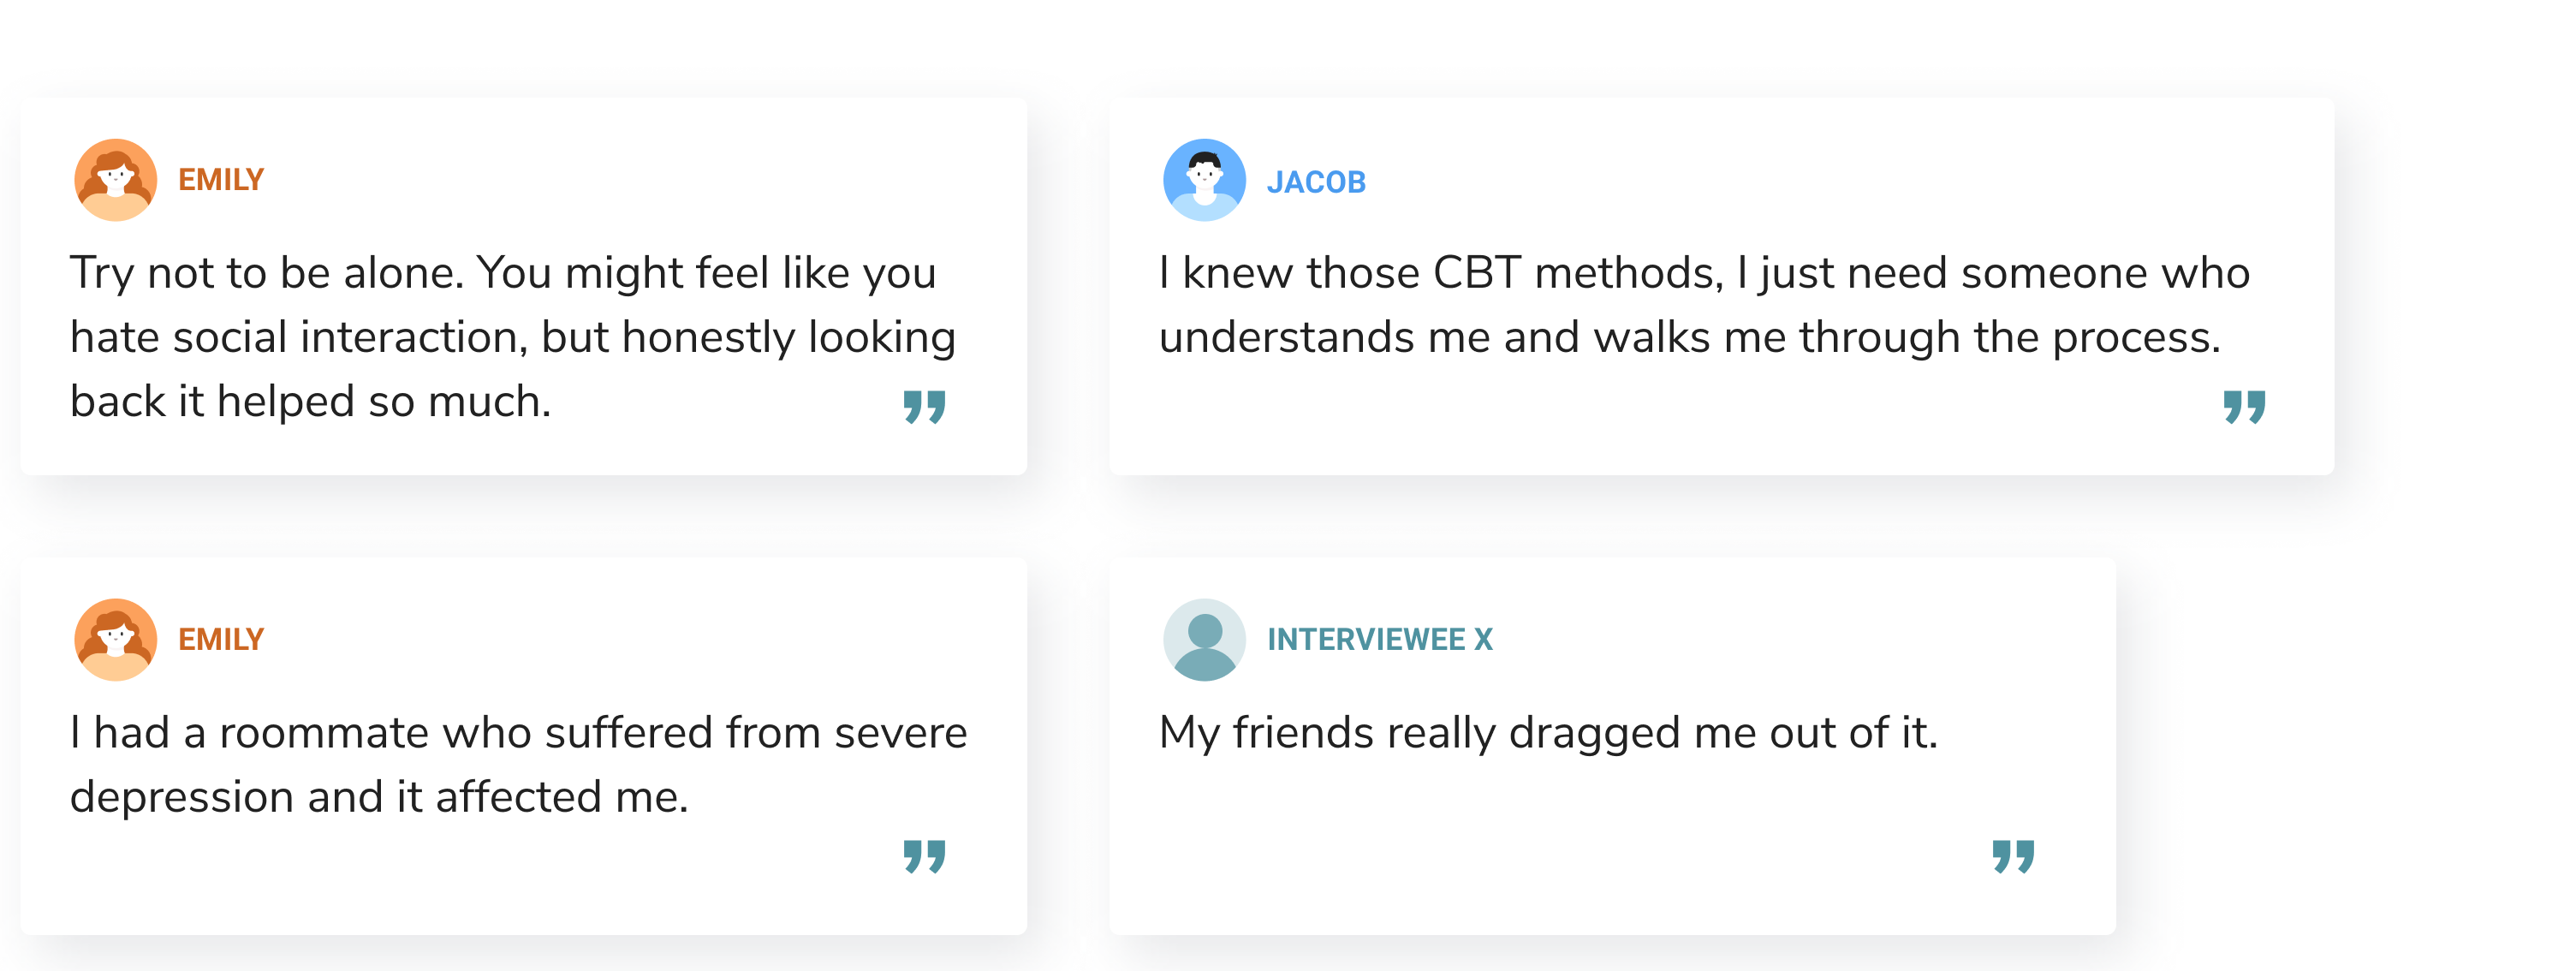 EMILY
Try not to be alone. You might feel like you
hate social interaction, but honestly looking
back it helped so much.
”
JACOB
I knew those CBT methods, I just need someone who
understands me and walks me through the process.
”
EMILY
I had a roommate who suffered from severe
depression and it affected me.
”
INTERVIEWEE X
My friends really dragged me out of it.
”